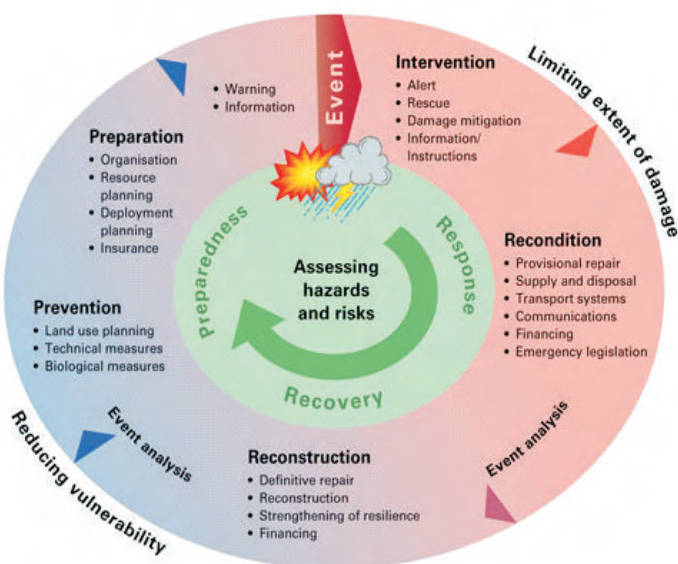 Event
Intervention
• Alert
• Rescue
• Damage mitigation
• Information/
Instructions
Limiting extent of damage
Recondition
• Provisional repair
• Supply and disposal
• Transport systems
• Communications
• Financing
• Emergency legislation
Event analysis
Reconstruction
• Definitive repair
• Reconstruction
• Strengthening of resilience
• Financing
Event analysis
Reducing vulnerability
Prevention
• Land use planning
• Technical measures
• Biological measures
Preparation
• Organisation
• Resource
planning
• Deployment
planning
• Insurance
• Warning
• Information
Preparedness
Response
Recovery
Assessing
hazards
and risks